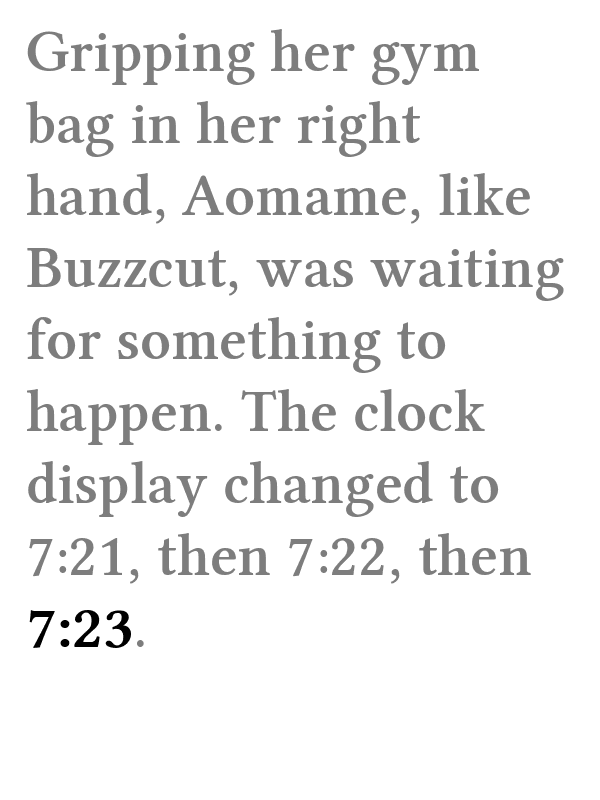 Gripping her gym
bag in her right
hand, Aomame, like
Buzzcut, was waiting
for something to
happen. The clock
display changed to
7:21, then 7:22, then
7:23.